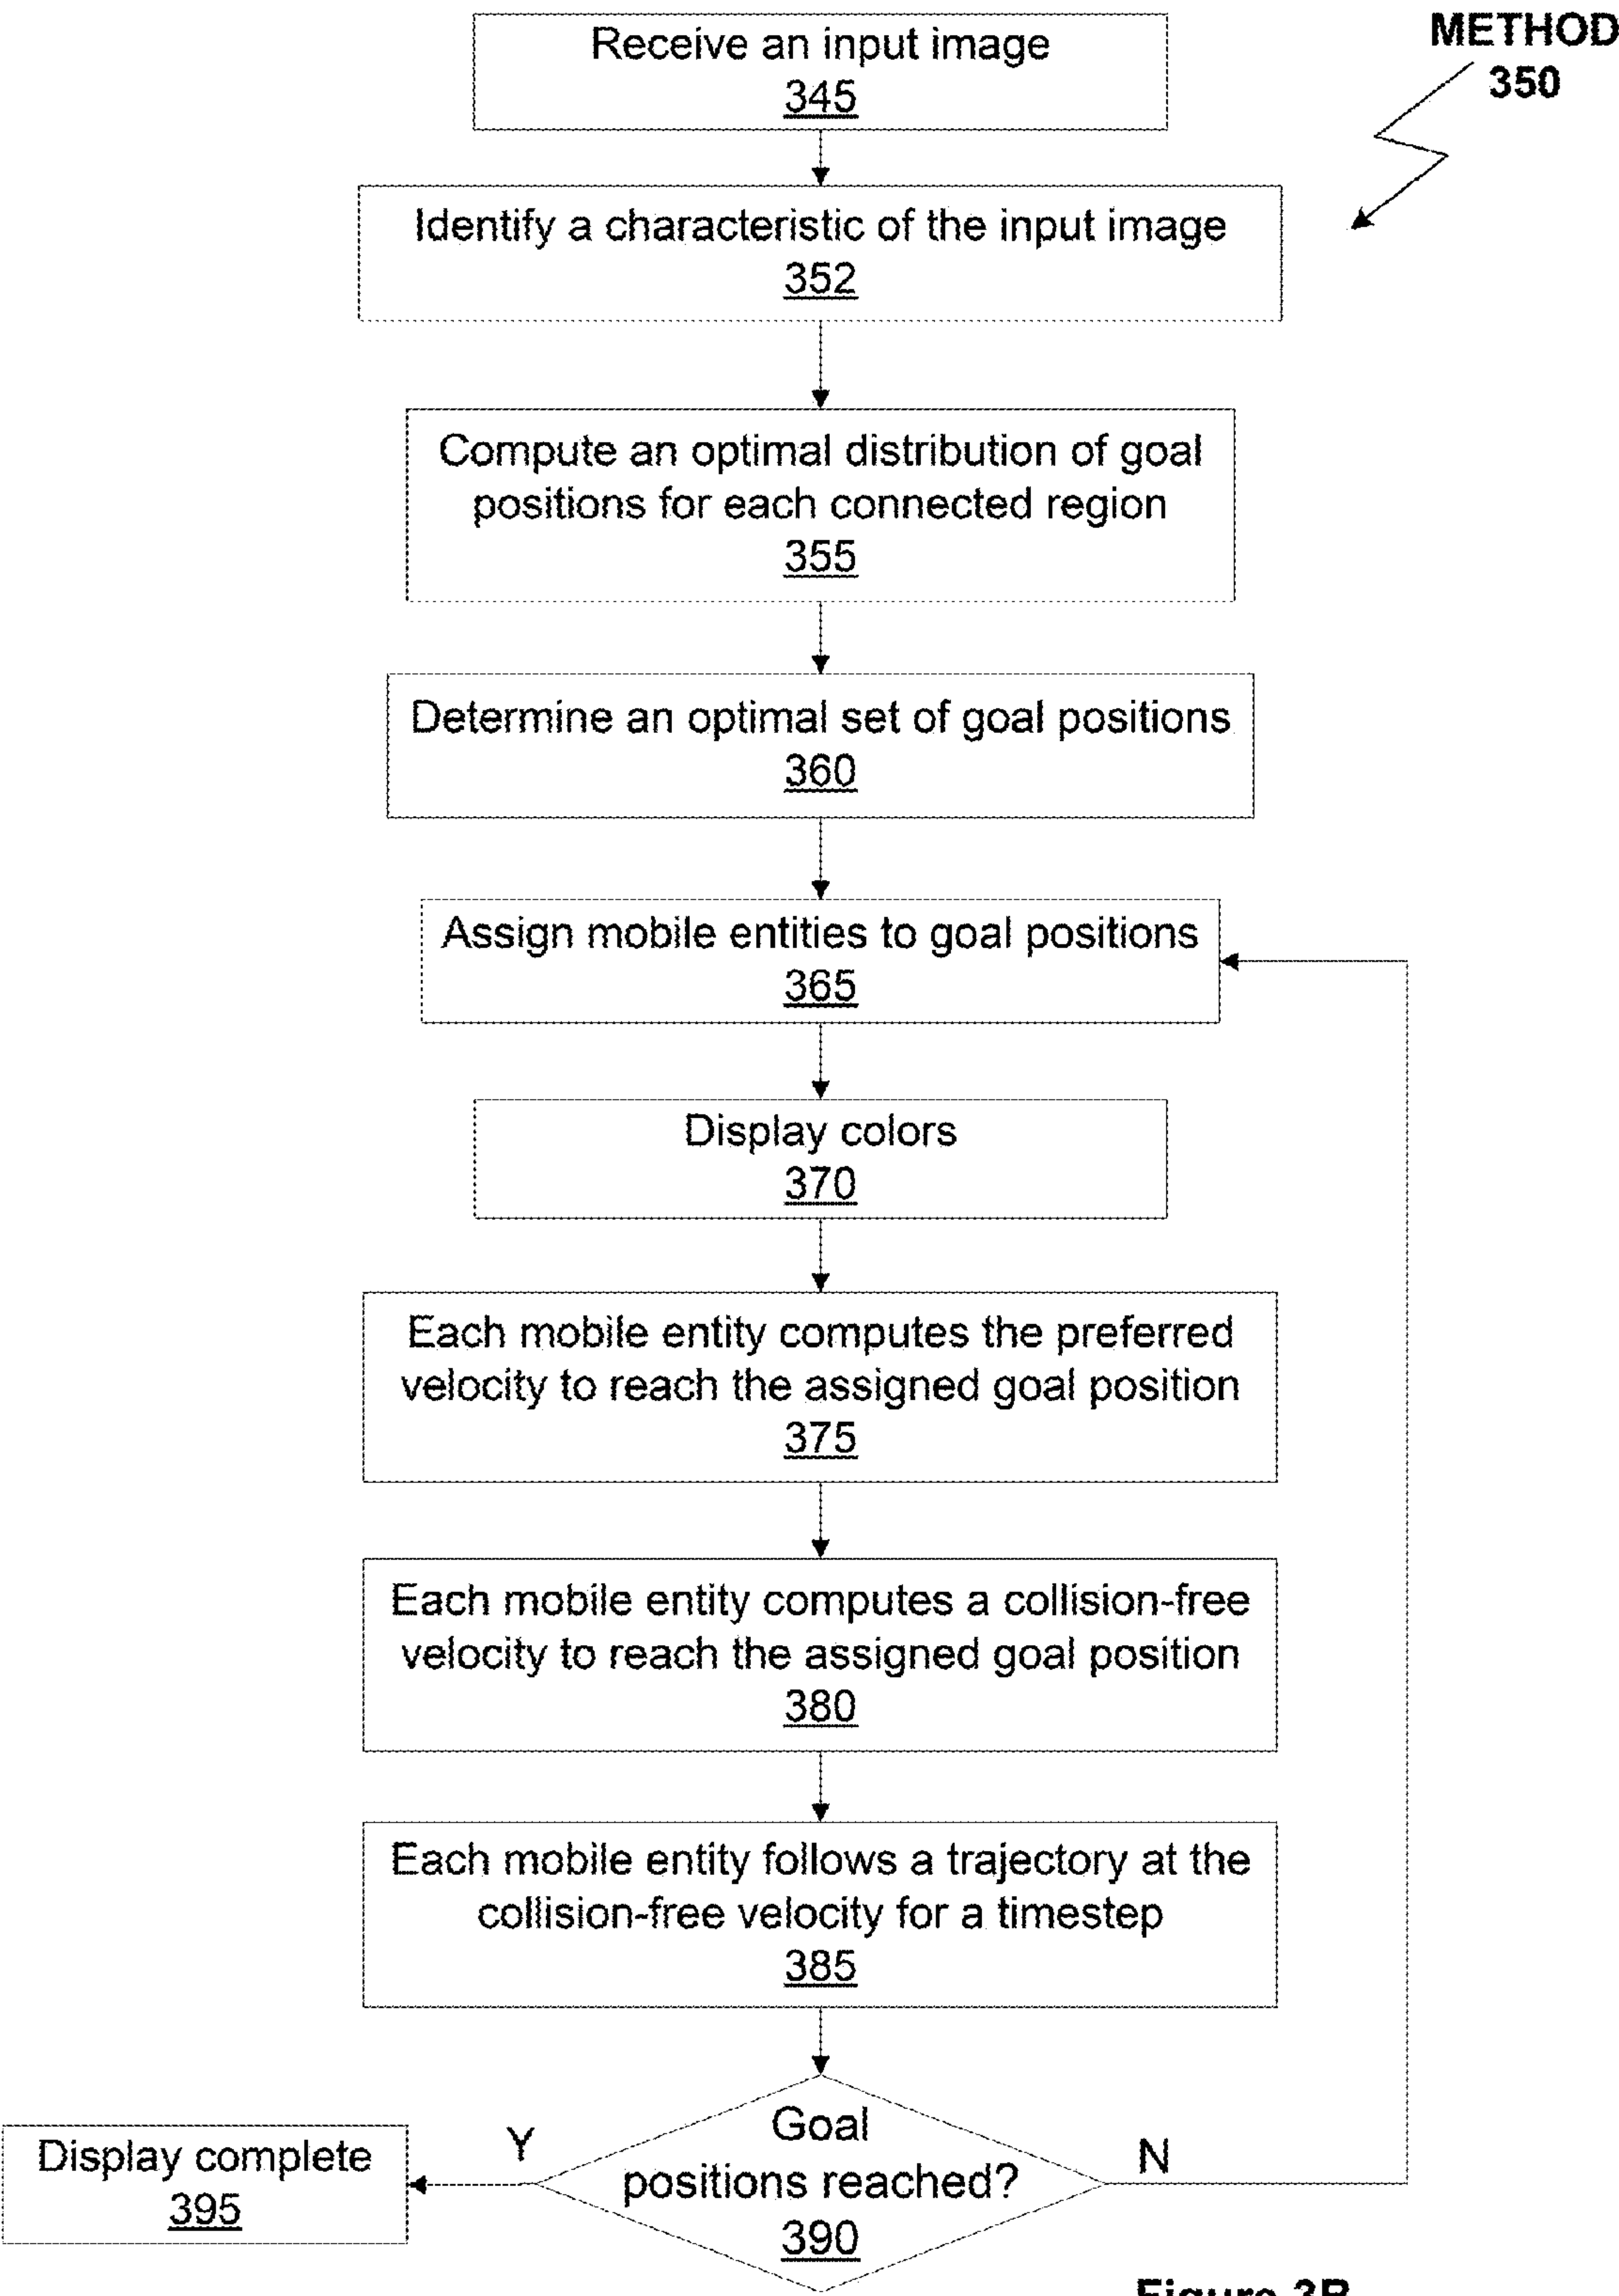 METHOD
350
Receive an input image
345
Identify a characteristic of the input image
352
Compute an optimal distribution of goal
positions for each connected region
355
Determine an optimal set of goal positions
360
Assign mobile entities to goal positions
365
Display colors
370
Each mobile entity computes the preferred
velocity to reach the assigned goal position
375
Each mobile entity computes a collision-free
velocity to reach the assigned goal position
380
Each mobile entity follows a trajectory at the
collision-free velocity for a timestep
385
Goal
positions reached?
390
Y
N
Display complete
395
Figure 3B